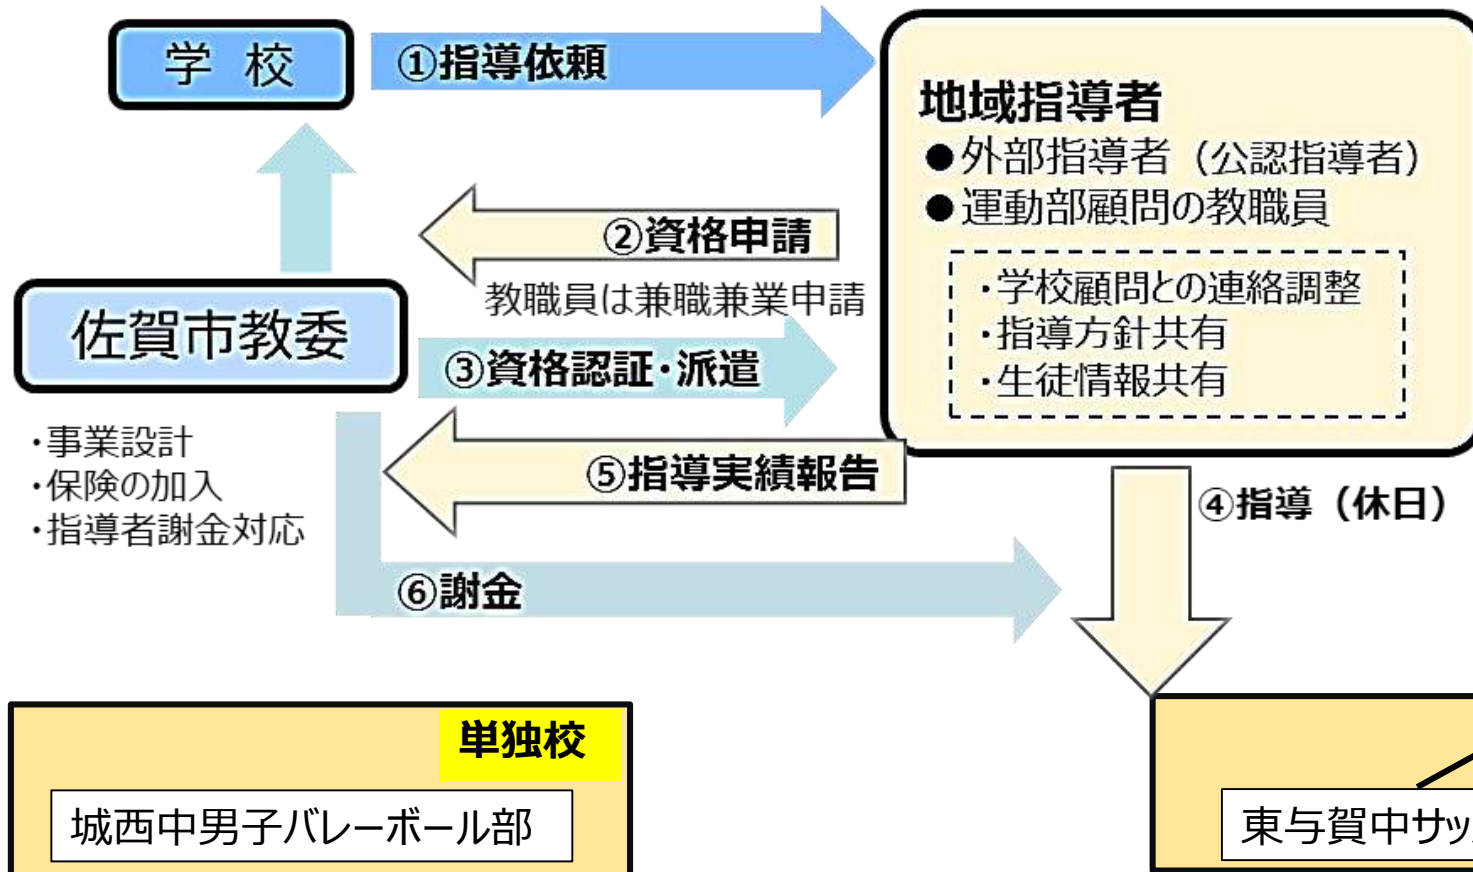 学 校
①指導依頼
地域指導者
●外部指導者（公認指導者）
●運動部顧問の教職員
・学校顧問との連絡調整
・指導方針共有
・生徒情報共有
②資格申請
教職員は兼職兼業申請
佐賀市教委
③資格認証・派遣
・事業設計
・保険の加入
・指導者謝金対応
⑤指導実績報告
④指導（休日）
⑥謝金
単独校
城西中男子バレーボール部
東与賀中サッ